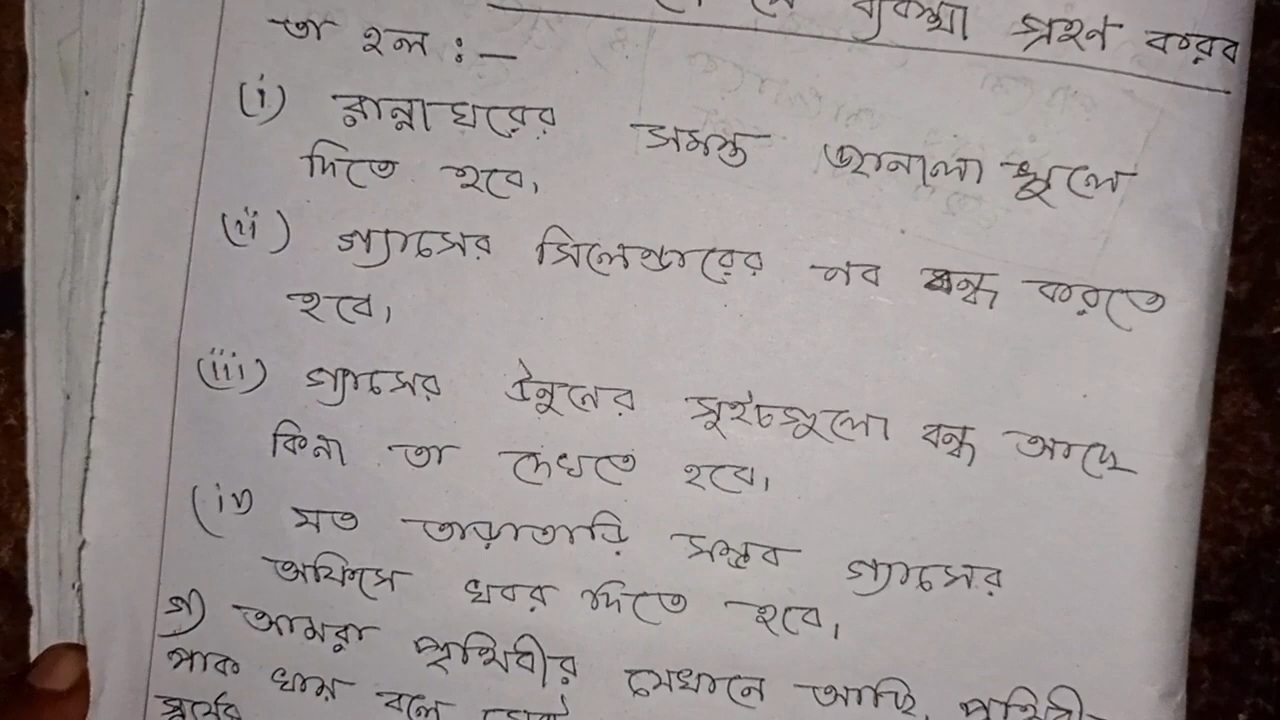 ব্যবস্থা গ্রহণ করব
তা হল :—
(i) রান্নাঘরের সমস্ত জানলা খুলে
দিতে হবে।
(ii) গ্যাসের সিলেন্ডারের নব বন্ধ করতে
হবে।
(iii) গ্যাসের উনুনের সুইচগুলো বন্ধ আছে
কিনা তা দেখতে হবে।
(iv) যত তাড়াতাড়ি সম্ভব গ্যাসের
অফিসে খবর দিতে হবে।
গ) আমরা পৃথিবীর যেখানে আছি, পৃথিবী
পাক খায় বলে সেই
সূর্যের